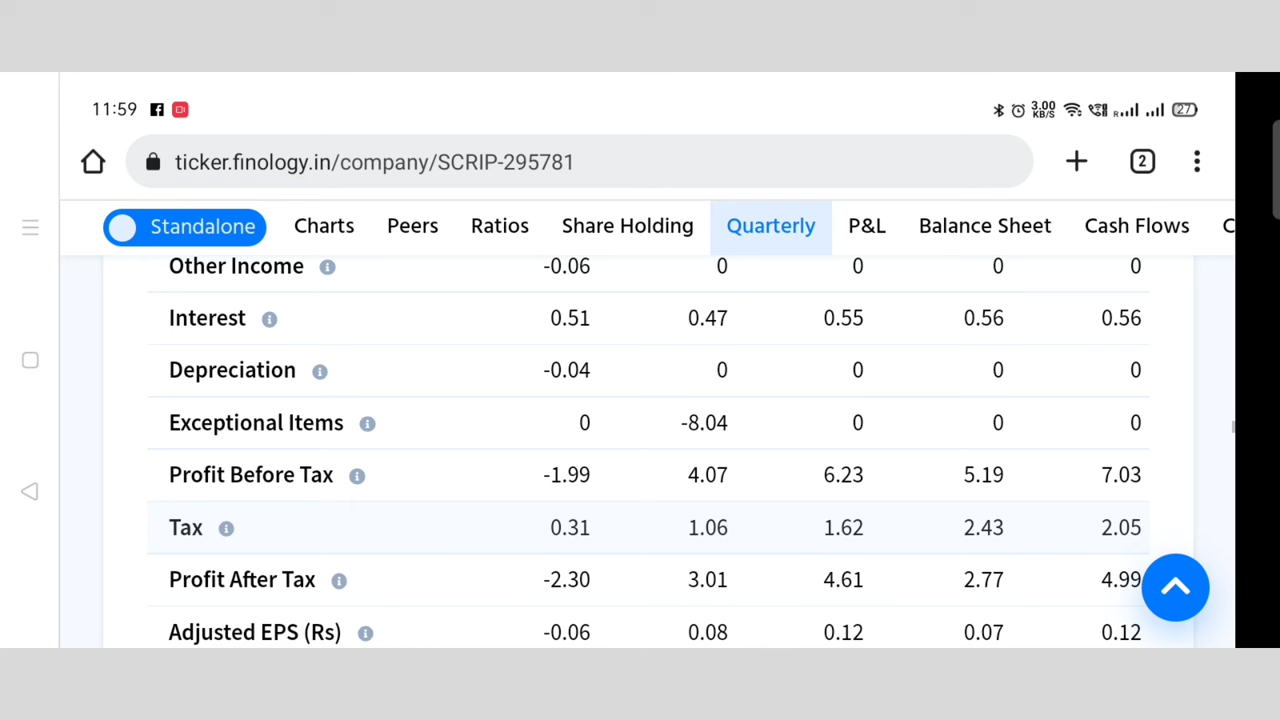 11:59 3.00 KB/S R 27
ticker.finology.in/company/SCRIP-295781 2
Standalone Charts Peers Ratios Share Holding Quarterly P&L Balance Sheet Cash Flows C
Other Income -0.06 0 0 0 0
Interest 0.51 0.47 0.55 0.56 0.56
Depreciation -0.04 0 0 0 0
Exceptional Items 0 -8.04 0 0 0
Profit Before Tax -1.99 4.07 6.23 5.19 7.03
Tax 0.31 1.06 1.62 2.43 2.05
Profit After Tax -2.30 3.01 4.61 2.77 4.99
Adjusted EPS (Rs) -0.06 0.08 0.12 0.07 0.12